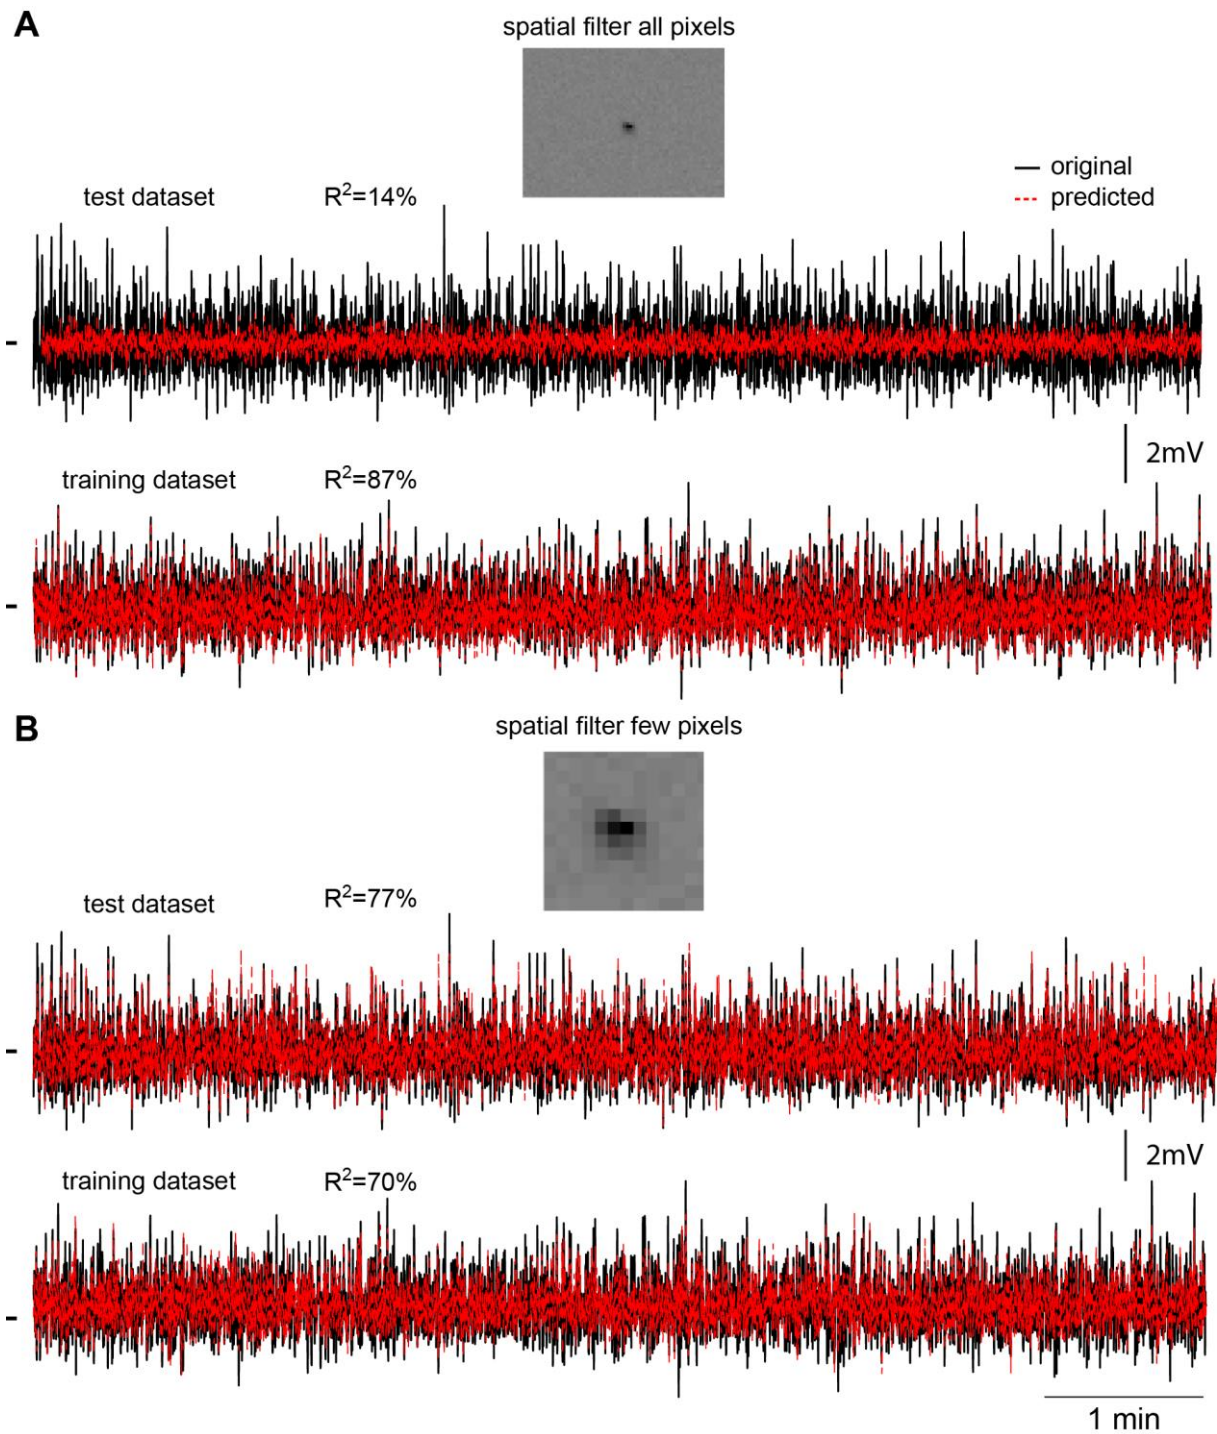 A
spatial filter all pixels
original
predicted
test dataset R²=14%
2mV
training dataset R²=87%
B
spatial filter few pixels
test dataset R²=77%
2mV
training dataset R²=70%
1 min